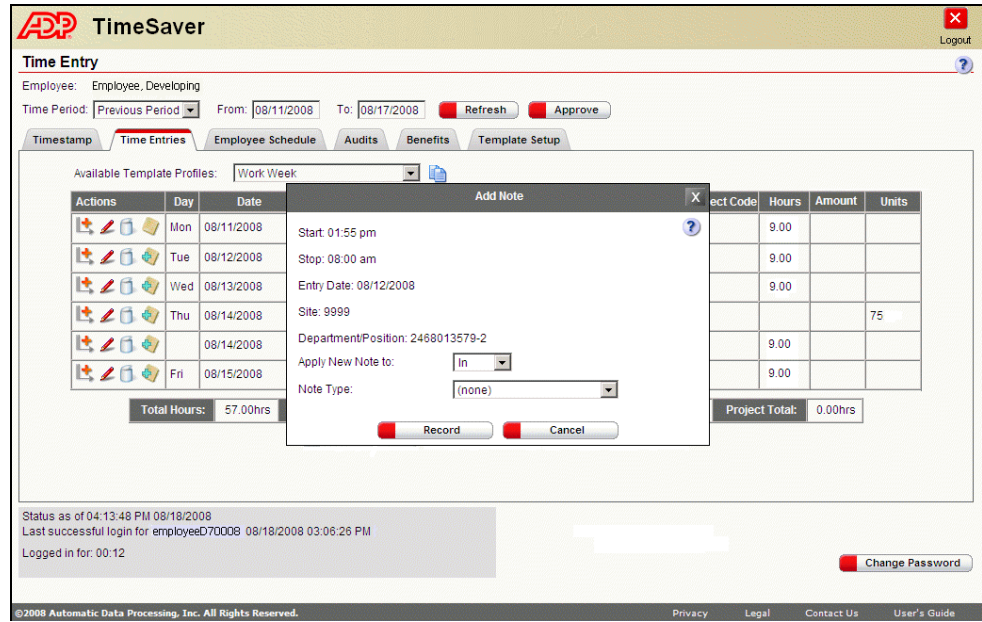 ADP TimeSaver
Logout
Time Entry
Employee: Employee, Developing
Time Period: Previous Period From: 08/11/2008 To: 08/17/2008 Refresh Approve
Timestamp Time Entries Employee Schedule Audits Benefits Template Setup
Available Template Profiles: Work Week
Actions Day Date ect Code Hours Amount Units
Mon 08/11/2008 9.00
Tue 08/12/2008 9.00
Wed 08/13/2008 9.00
Thu 08/14/2008 75
08/14/2008 9.00
Fri 08/15/2008 9.00
Total Hours: 57.00hrs Project Total: 0.00hrs
Add Note X
Start: 01:55 pm
Stop: 08:00 am
Entry Date: 08/12/2008
Site: 9999
Department/Position: 2468013579-2
Apply New Note to: In
Note Type: (none)
Record Cancel
Status as of 04:13:48 PM 08/18/2008
Last successful login for employeeD70008 08/18/2008 03:06:26 PM
Logged in for: 00:12
Change Password
©2008 Automatic Data Processing, Inc. All Rights Reserved. Privacy Legal Contact Us User's Guide